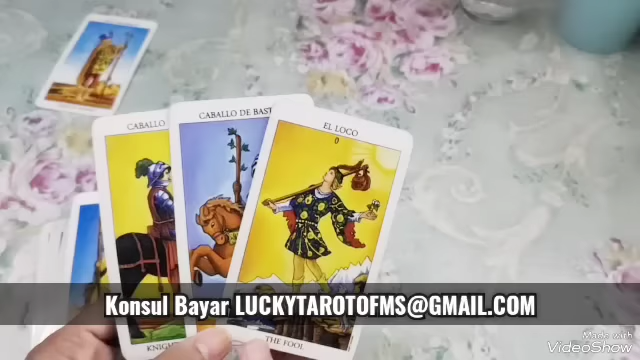 CABALLO
CABALLO DE BAST
EL LOCO
0
KNIGH
THE FOOL
Konsul Bayar LUCKYTAROTOFMS@GMAIL.COM
Made with
VideoShow